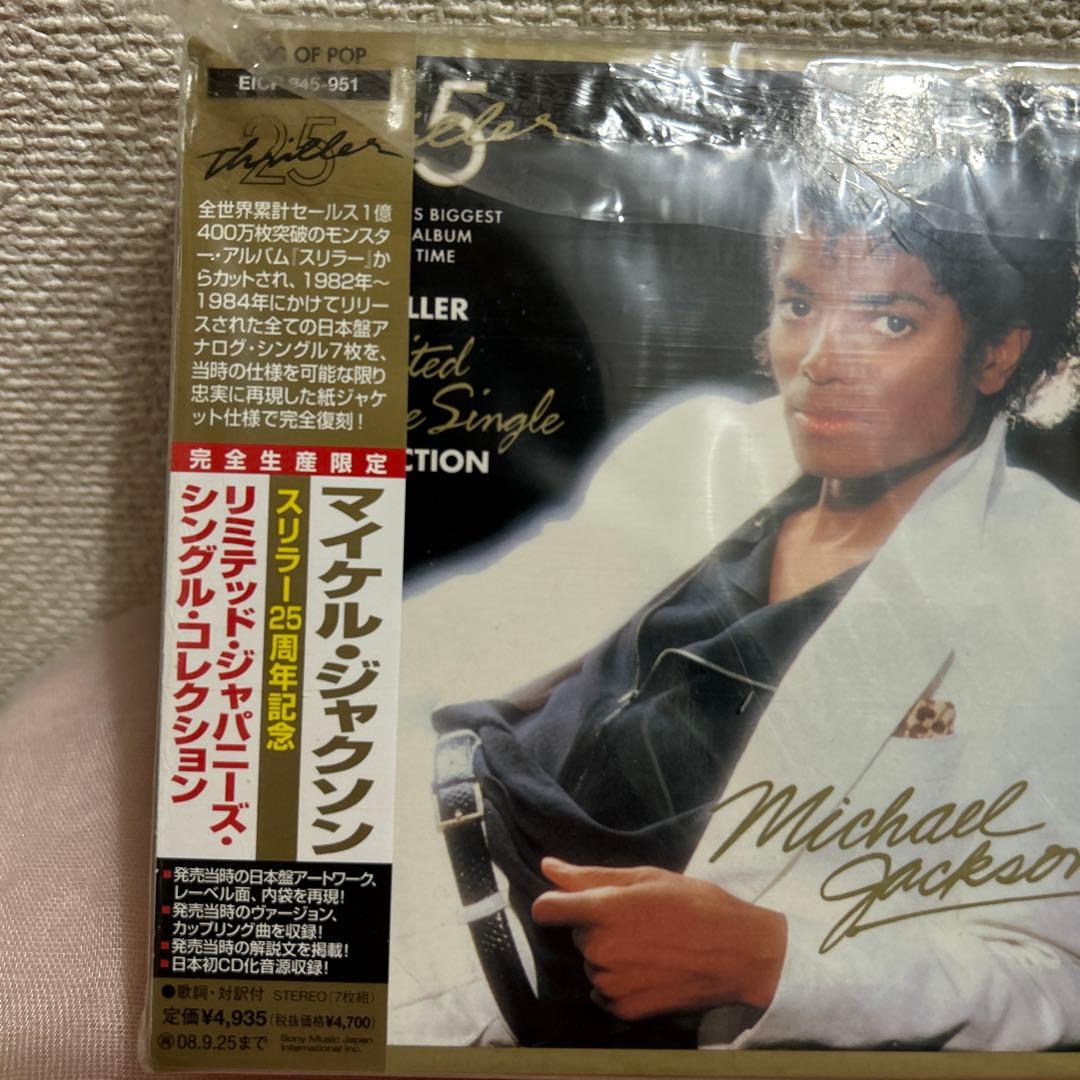 OF POP
945-951
25
Thriller
全世界累計セールス1億
400万枚突破のモンスタ
ー・アルバム『スリラー』か
らカットされ、1982年〜
1984年にかけてリリー
スされた全ての日本盤ア
ナログ・シングル7枚を、
当時の仕様を可能な限り
忠実に再現した紙ジャケ
ット仕様で完全復刻!
完全生産限定
マイケル・ジャクソン
スリラー25周年記念
リミテッド・ジャパニーズ・
シングル・コレクション
■発売当時の日本盤アートワーク、
レーベル面、内袋を再現!
■発売当時のヴァージョン、
カップリング曲を収録!
■発売当時の解説文を掲載!
■日本初CD化音源収録!
●歌詞・対訳付 STEREO(7枚組)
定価¥4,935(税抜価格¥4,700)
08.9.25まで
Sony Music Japan
International Inc.
5
S BIGGEST
ALBUM
TIME
LLER
ted
e Single
CTION
Michael
Jackson